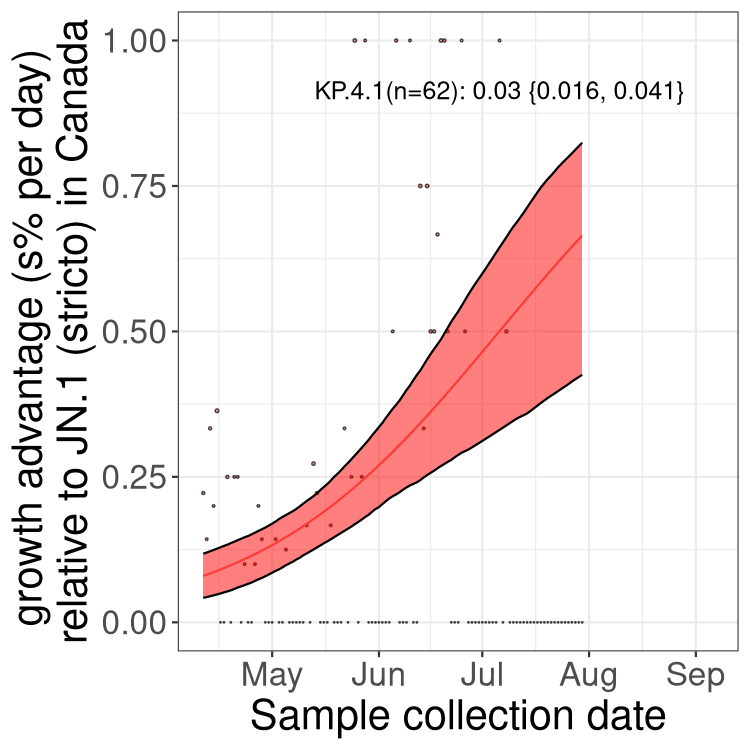 growth advantage (s% per day)
relative to JN.1 (stricto) in Canada
1.00
0.75
0.50
0.25
0.00
KP.4.1(n=62): 0.03 {0.016, 0.041}
May Jun Jul Aug Sep
Sample collection date